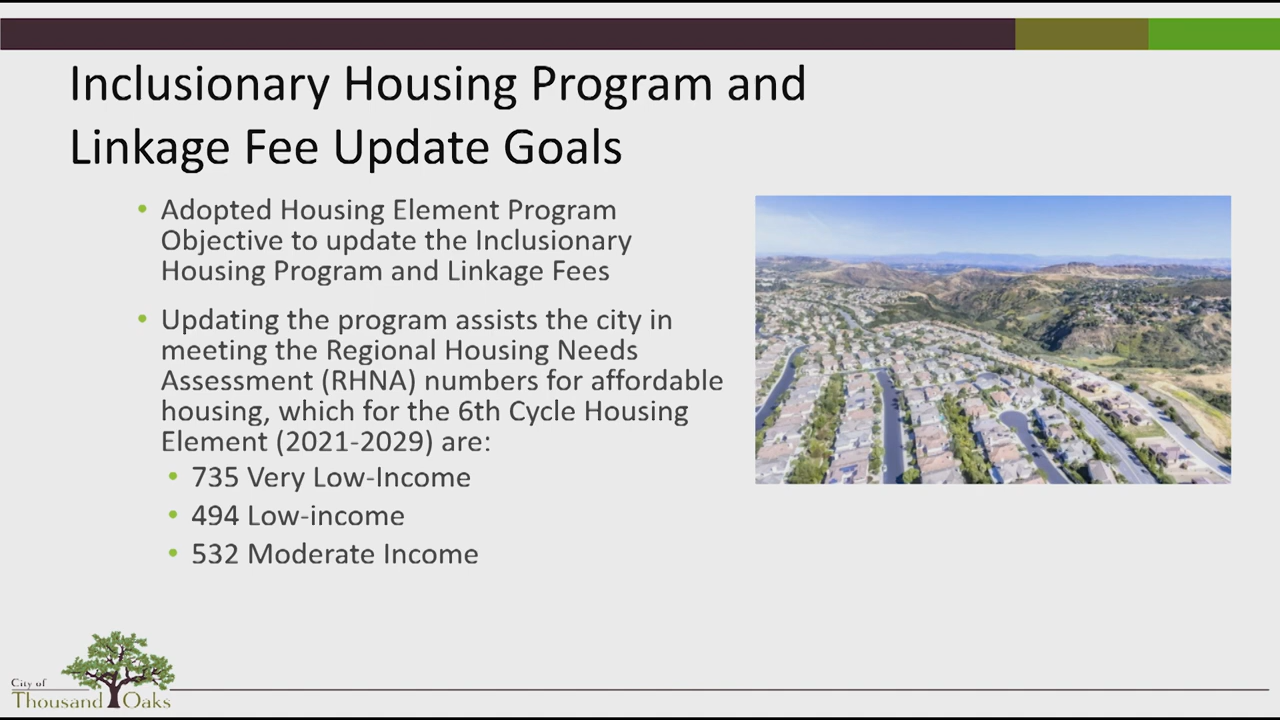 Inclusionary Housing Program and
Linkage Fee Update Goals
• Adopted Housing Element Program
Objective to update the Inclusionary
Housing Program and Linkage Fees
• Updating the program assists the city in
meeting the Regional Housing Needs
Assessment (RHNA) numbers for affordable
housing, which for the 6th Cycle Housing
Element (2021-2029) are:
• 735 Very Low-Income
• 494 Low-income
• 532 Moderate Income
City of
Thousand Oaks